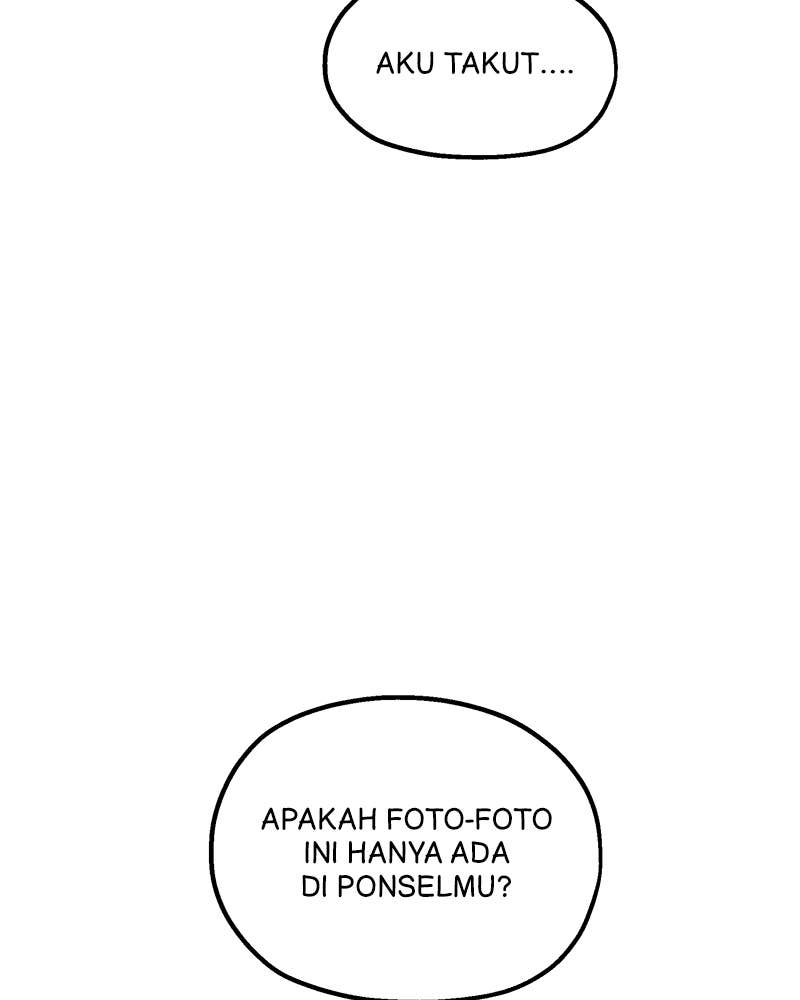 AKU TAKUT....
APAKAH FOTO-FOTO
INI HANYA ADA
DI PONSELMU?